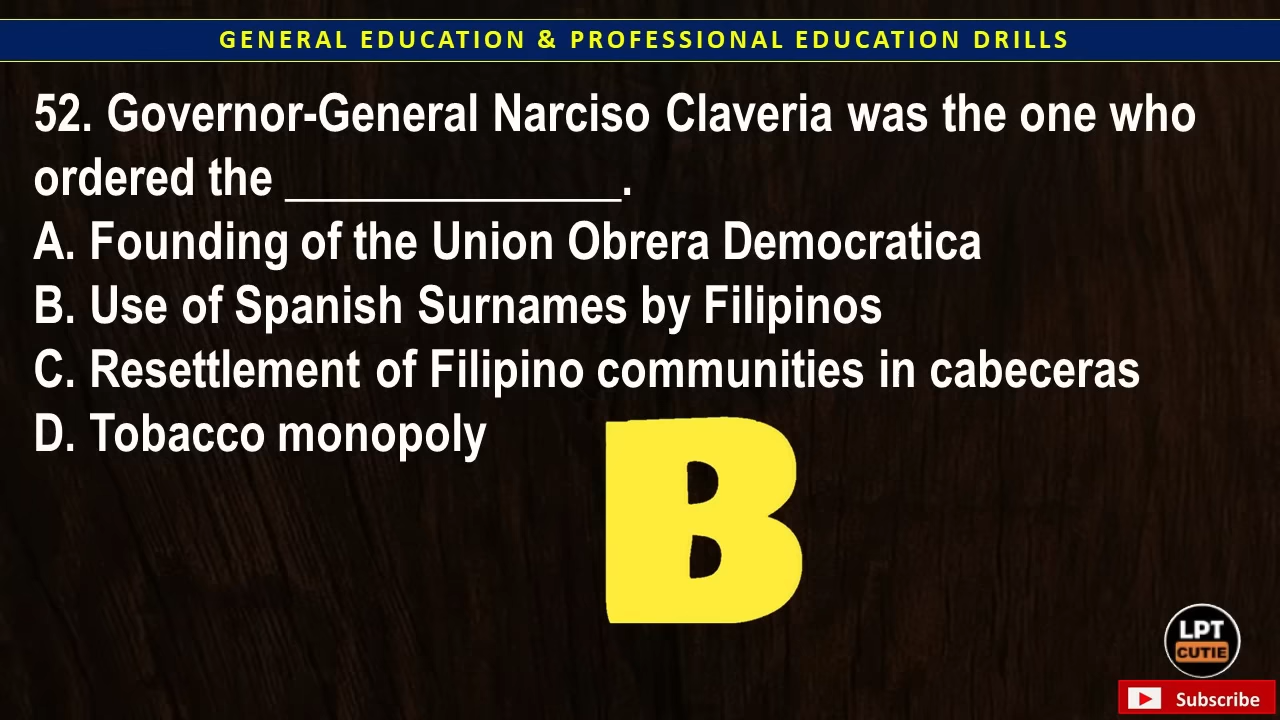 GENERAL EDUCATION & PROFESSIONAL EDUCATION DRILLS
52. Governor-General Narciso Claveria was the one who
ordered the _______________.
A. Founding of the Union Obrera Democratica
B. Use of Spanish Surnames by Filipinos
C. Resettlement of Filipino communities in cabeceras
D. Tobacco monopoly
B
LPT
CUTIE
Subscribe